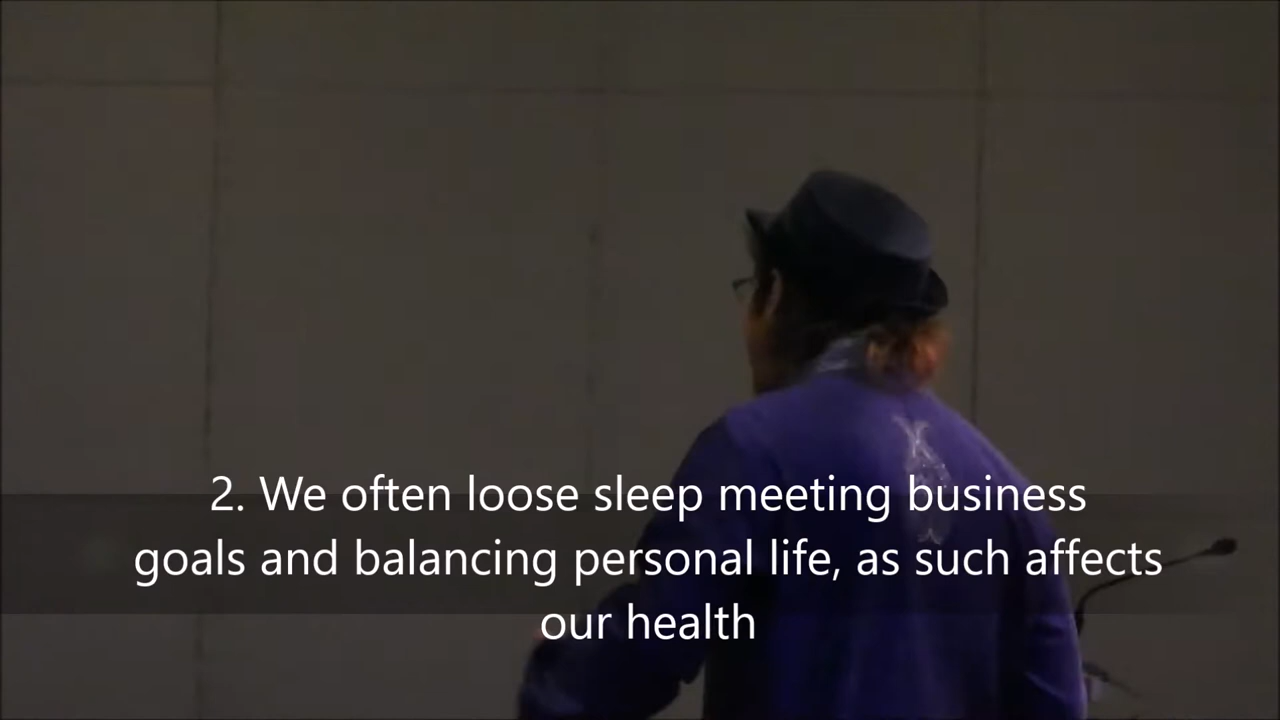 2. We often loose sleep meeting business
goals and balancing personal life, as such affects
our health